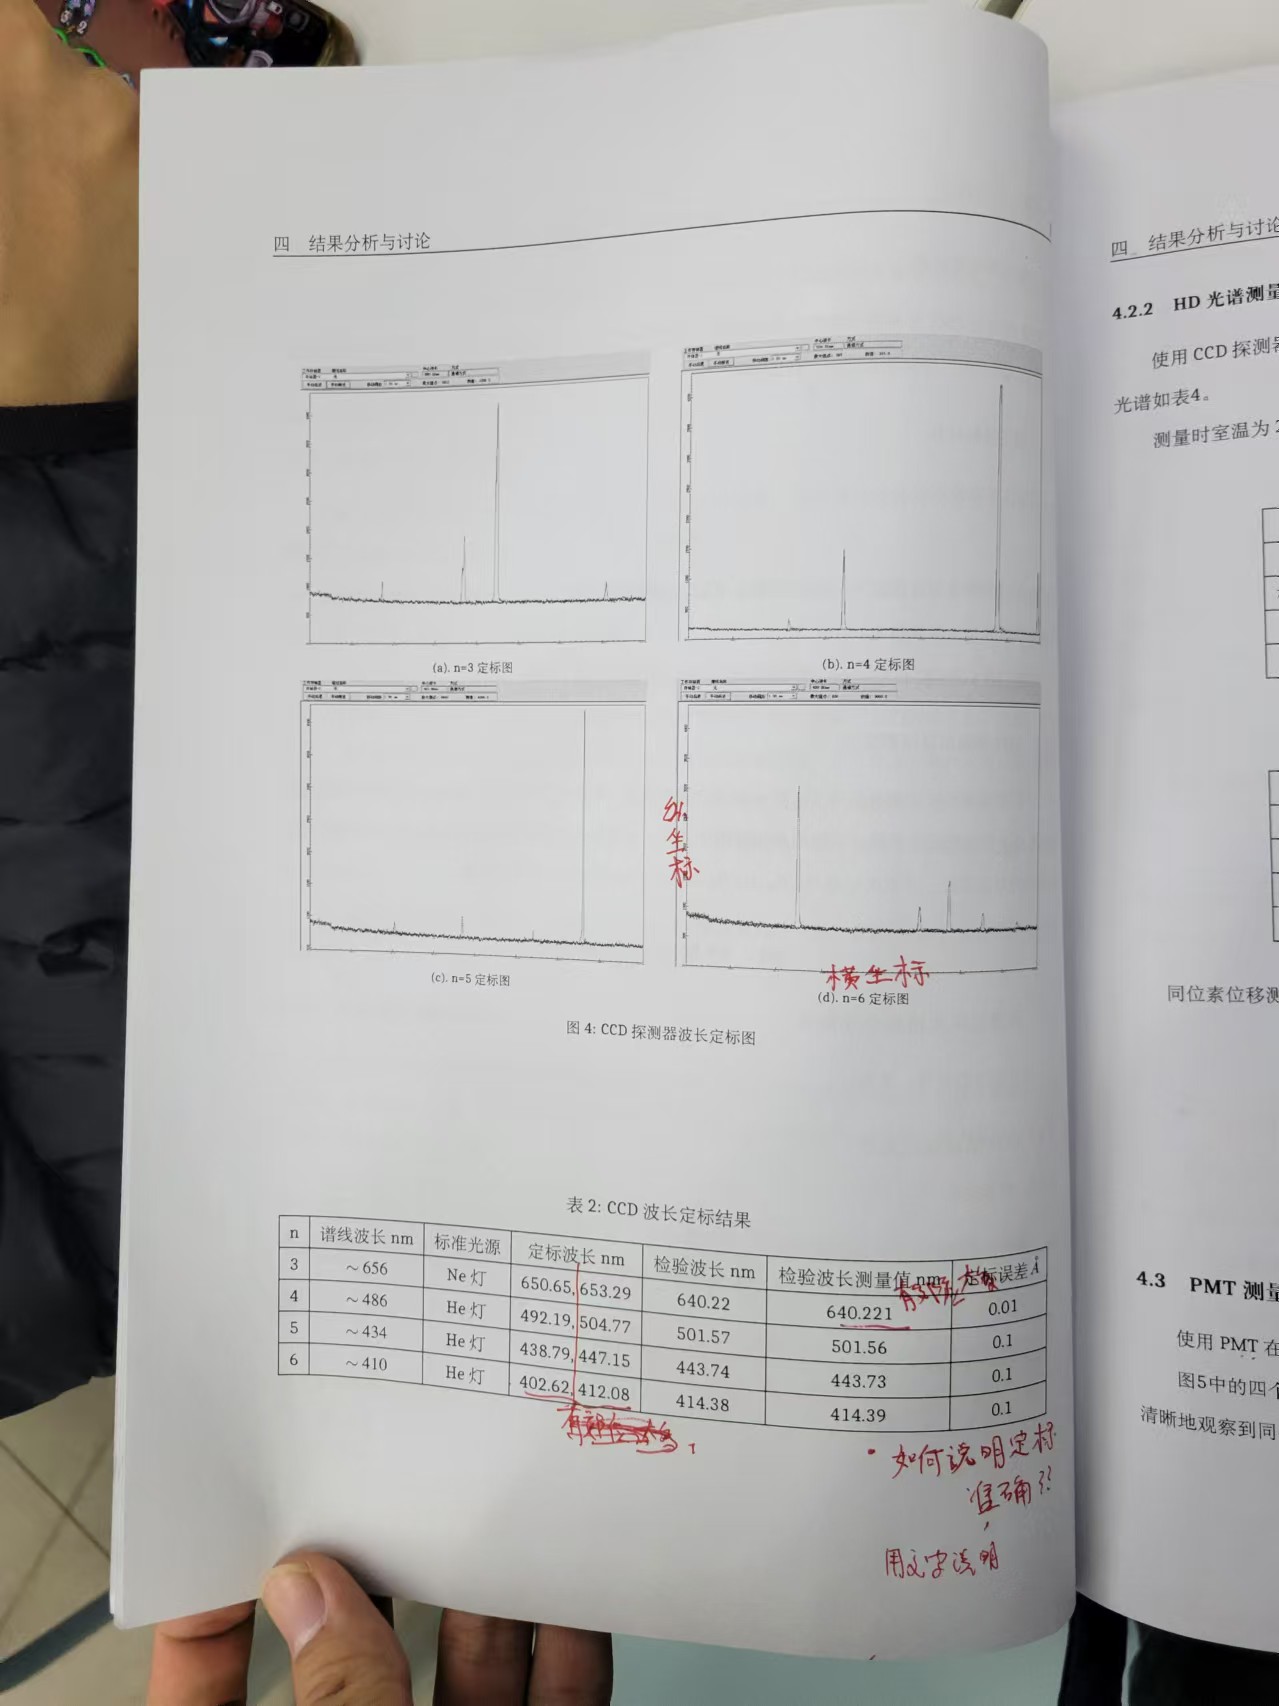 四 结果分析与讨论
(a). n=3 定标图
(b). n=4 定标图
(c). n=5 定标图
纵坐标
横坐标
(d). n=6 定标图
图 4: CCD 探测器波长定标图
表 2: CCD 波长定标结果
n 谱线波长 nm 标准光源 定标波长 nm 检验波长 nm 检验波长测量值 nm 定标误差Å
3 ~656 Ne 灯 650.65, 653.29 640.22 640.221 0.01
4 ~486 He 灯 492.19, 504.77 501.57 501.56 0.1
5 ~434 He 灯 438.79, 447.15 443.74 443.73 0.1
6 ~410 He 灯 402.62, 412.08 414.38 414.39 0.1
如何说明定标
准确??
用文字说明
四 结果分析与讨论
4.2.2 HD 光谱测量
使用 CCD 探测器
光谱如表4。
测量时室温为 2
同位素位移测
4.3 PMT 测量
使用 PMT 在
图5中的四个
清晰地观察到同